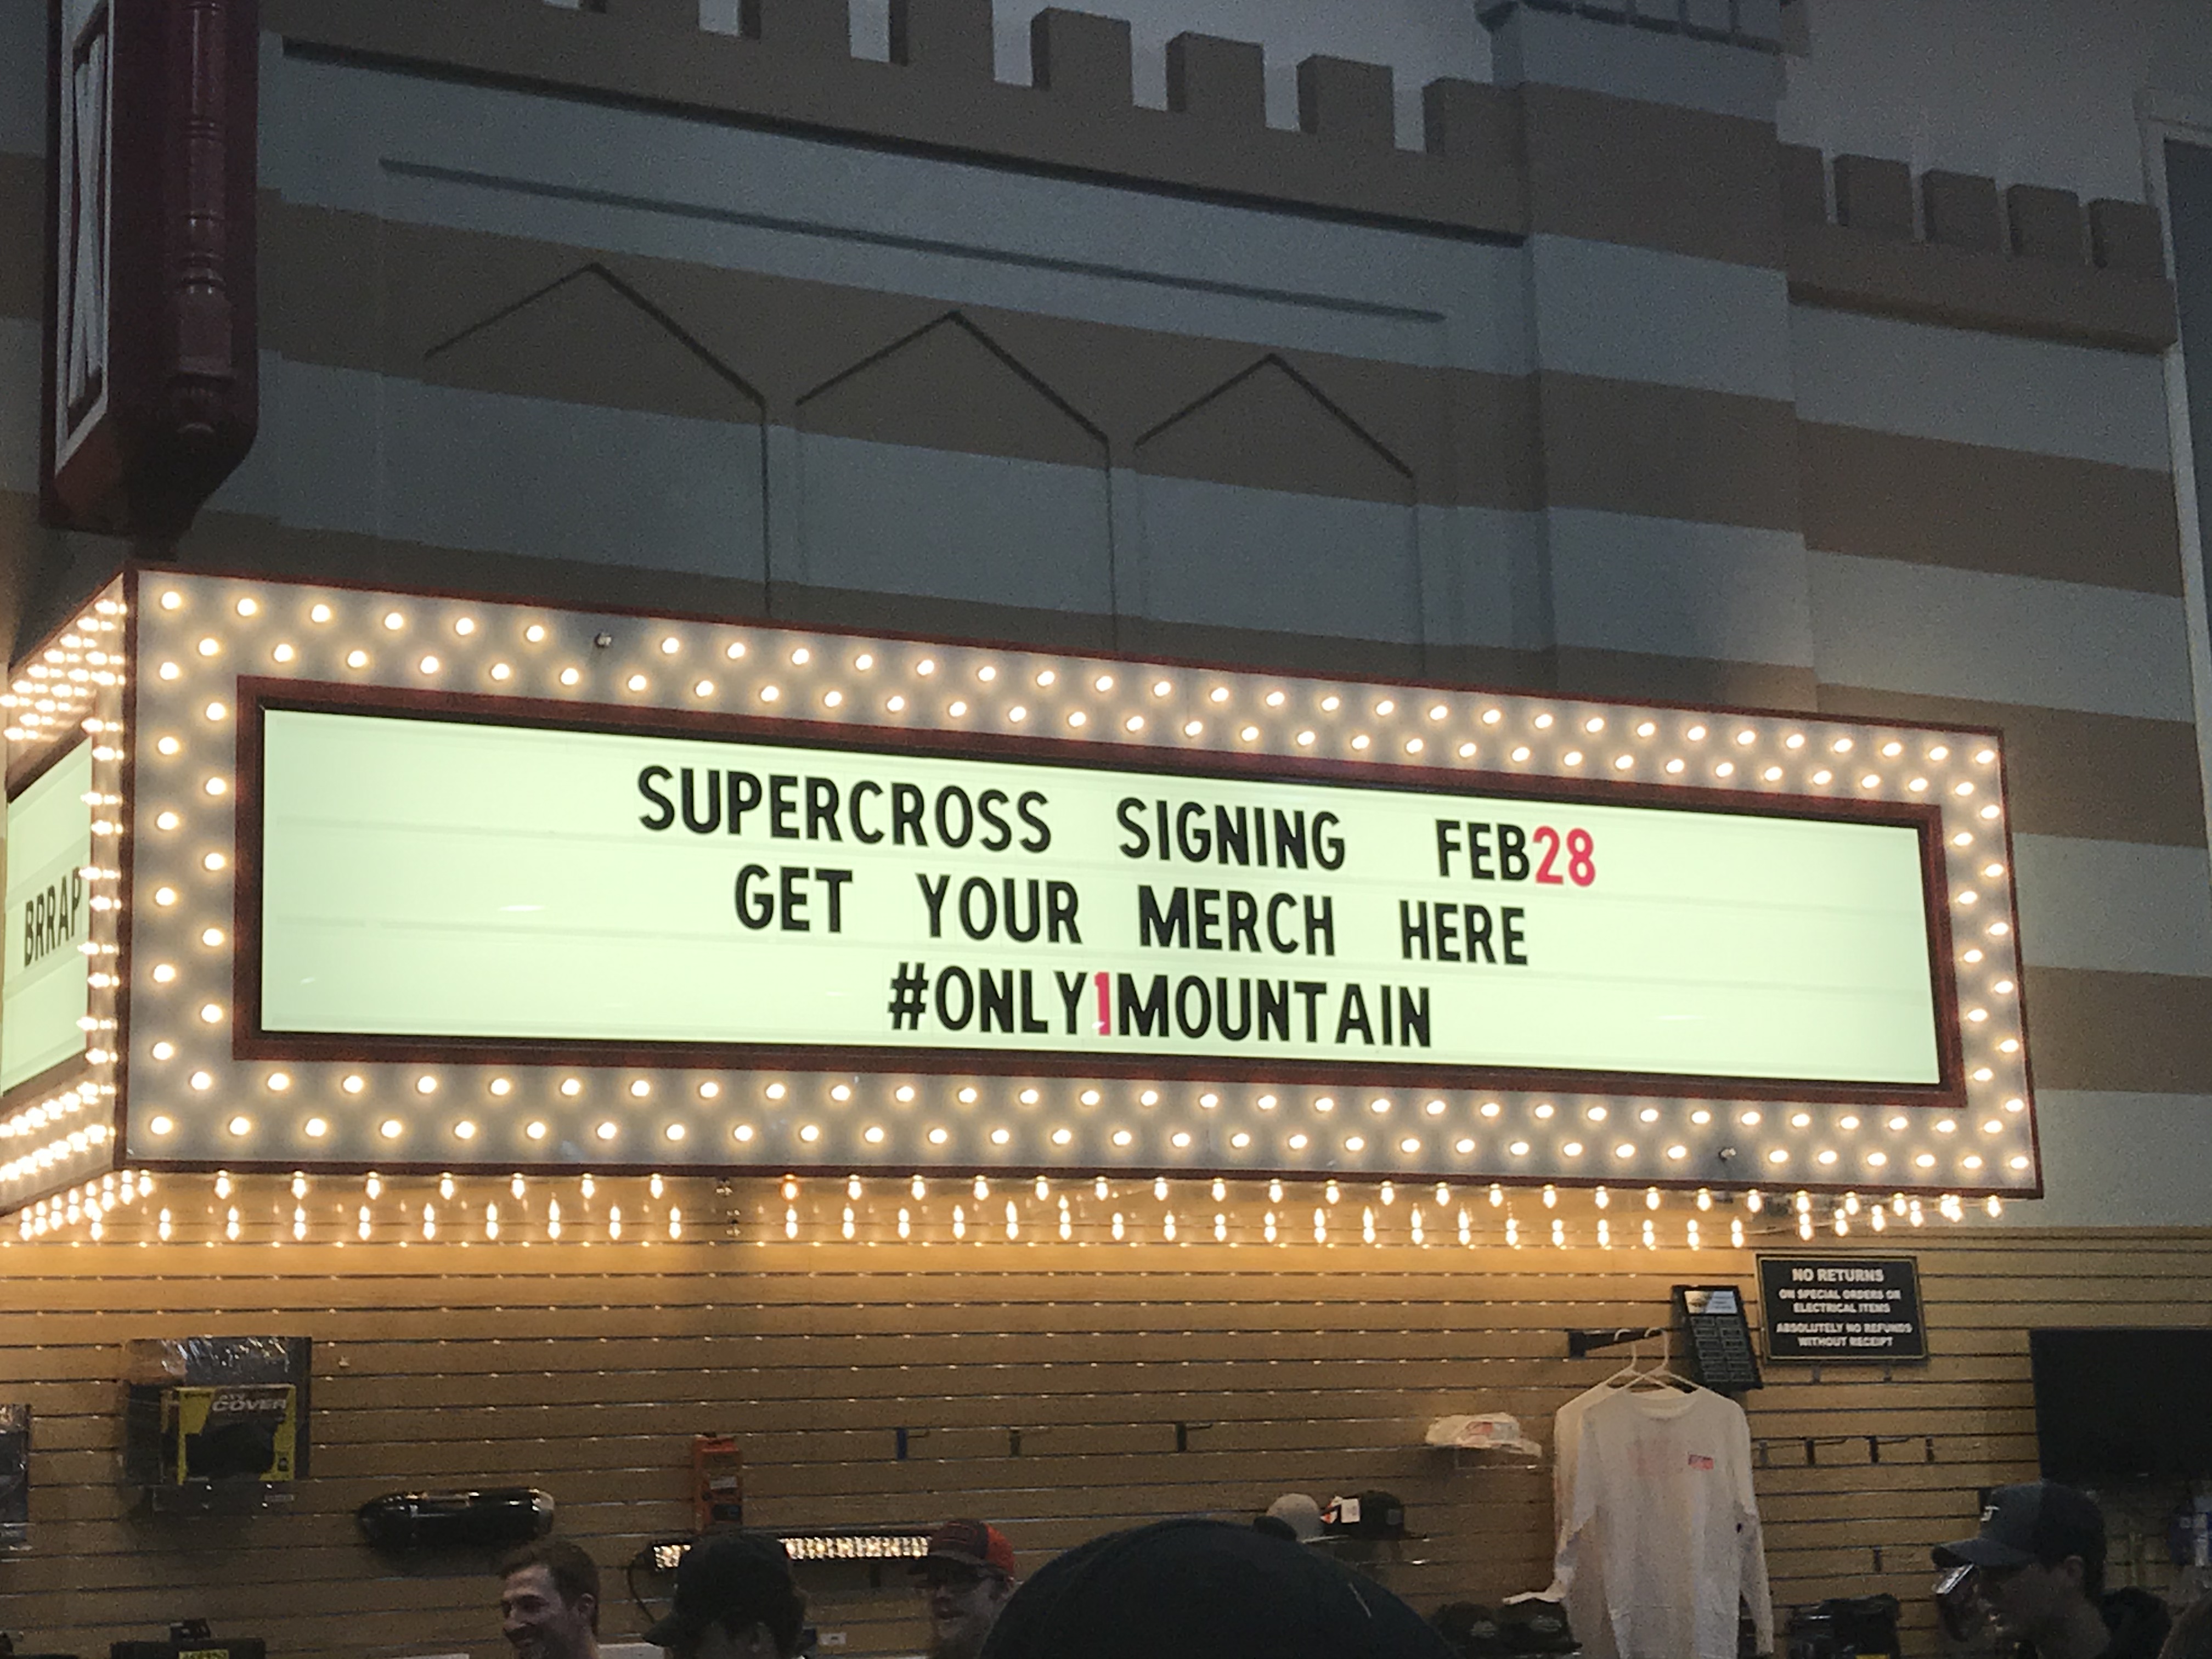 SUPERCROSS SIGNING FEB28
GET YOUR MERCH HERE
#ONLY1MOUNTAIN
BRRAP
NO RETURNS
ON SPECIAL ORDERS OR
ELECTRICAL ITEMS
ABSOLUTELY NO REFUNDS
WITHOUT RECEIPT
COVER